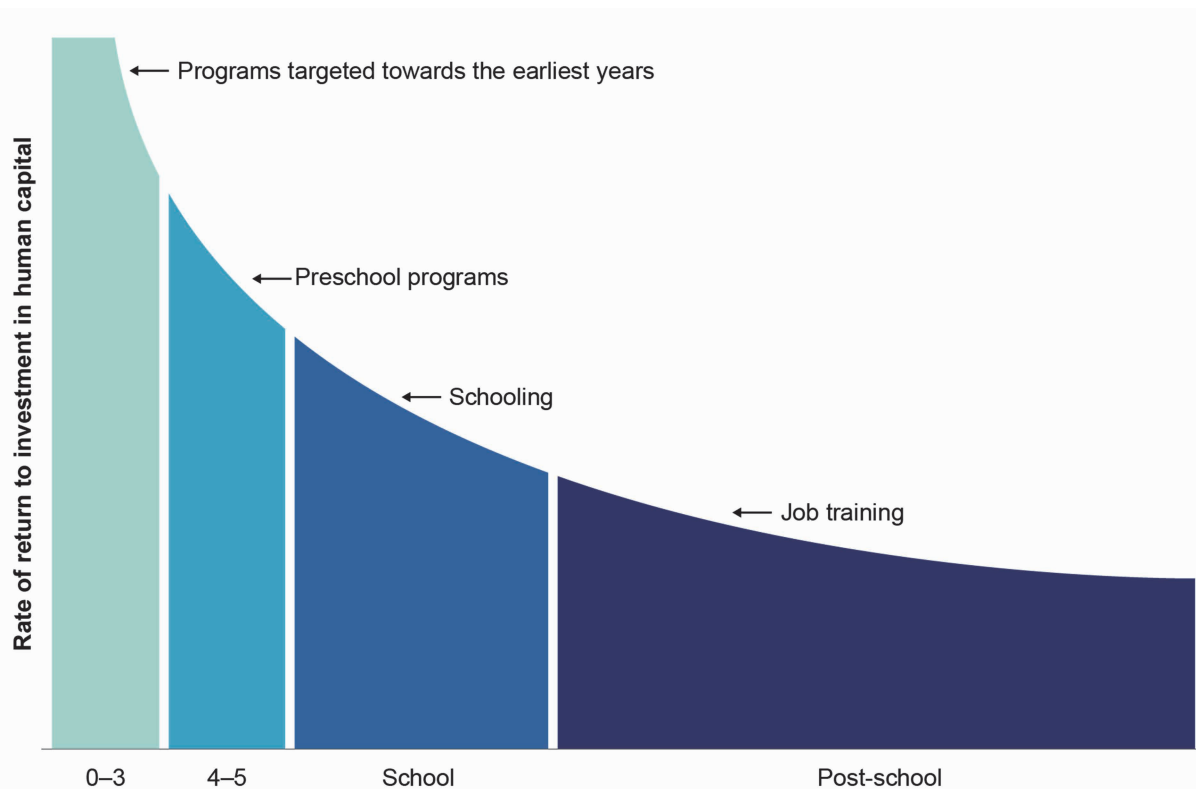 Programs targeted towards the earliest years
Rate of return to investment in human capital
Preschool programs
Schooling
Job training
0–3
4–5
School
Post-school